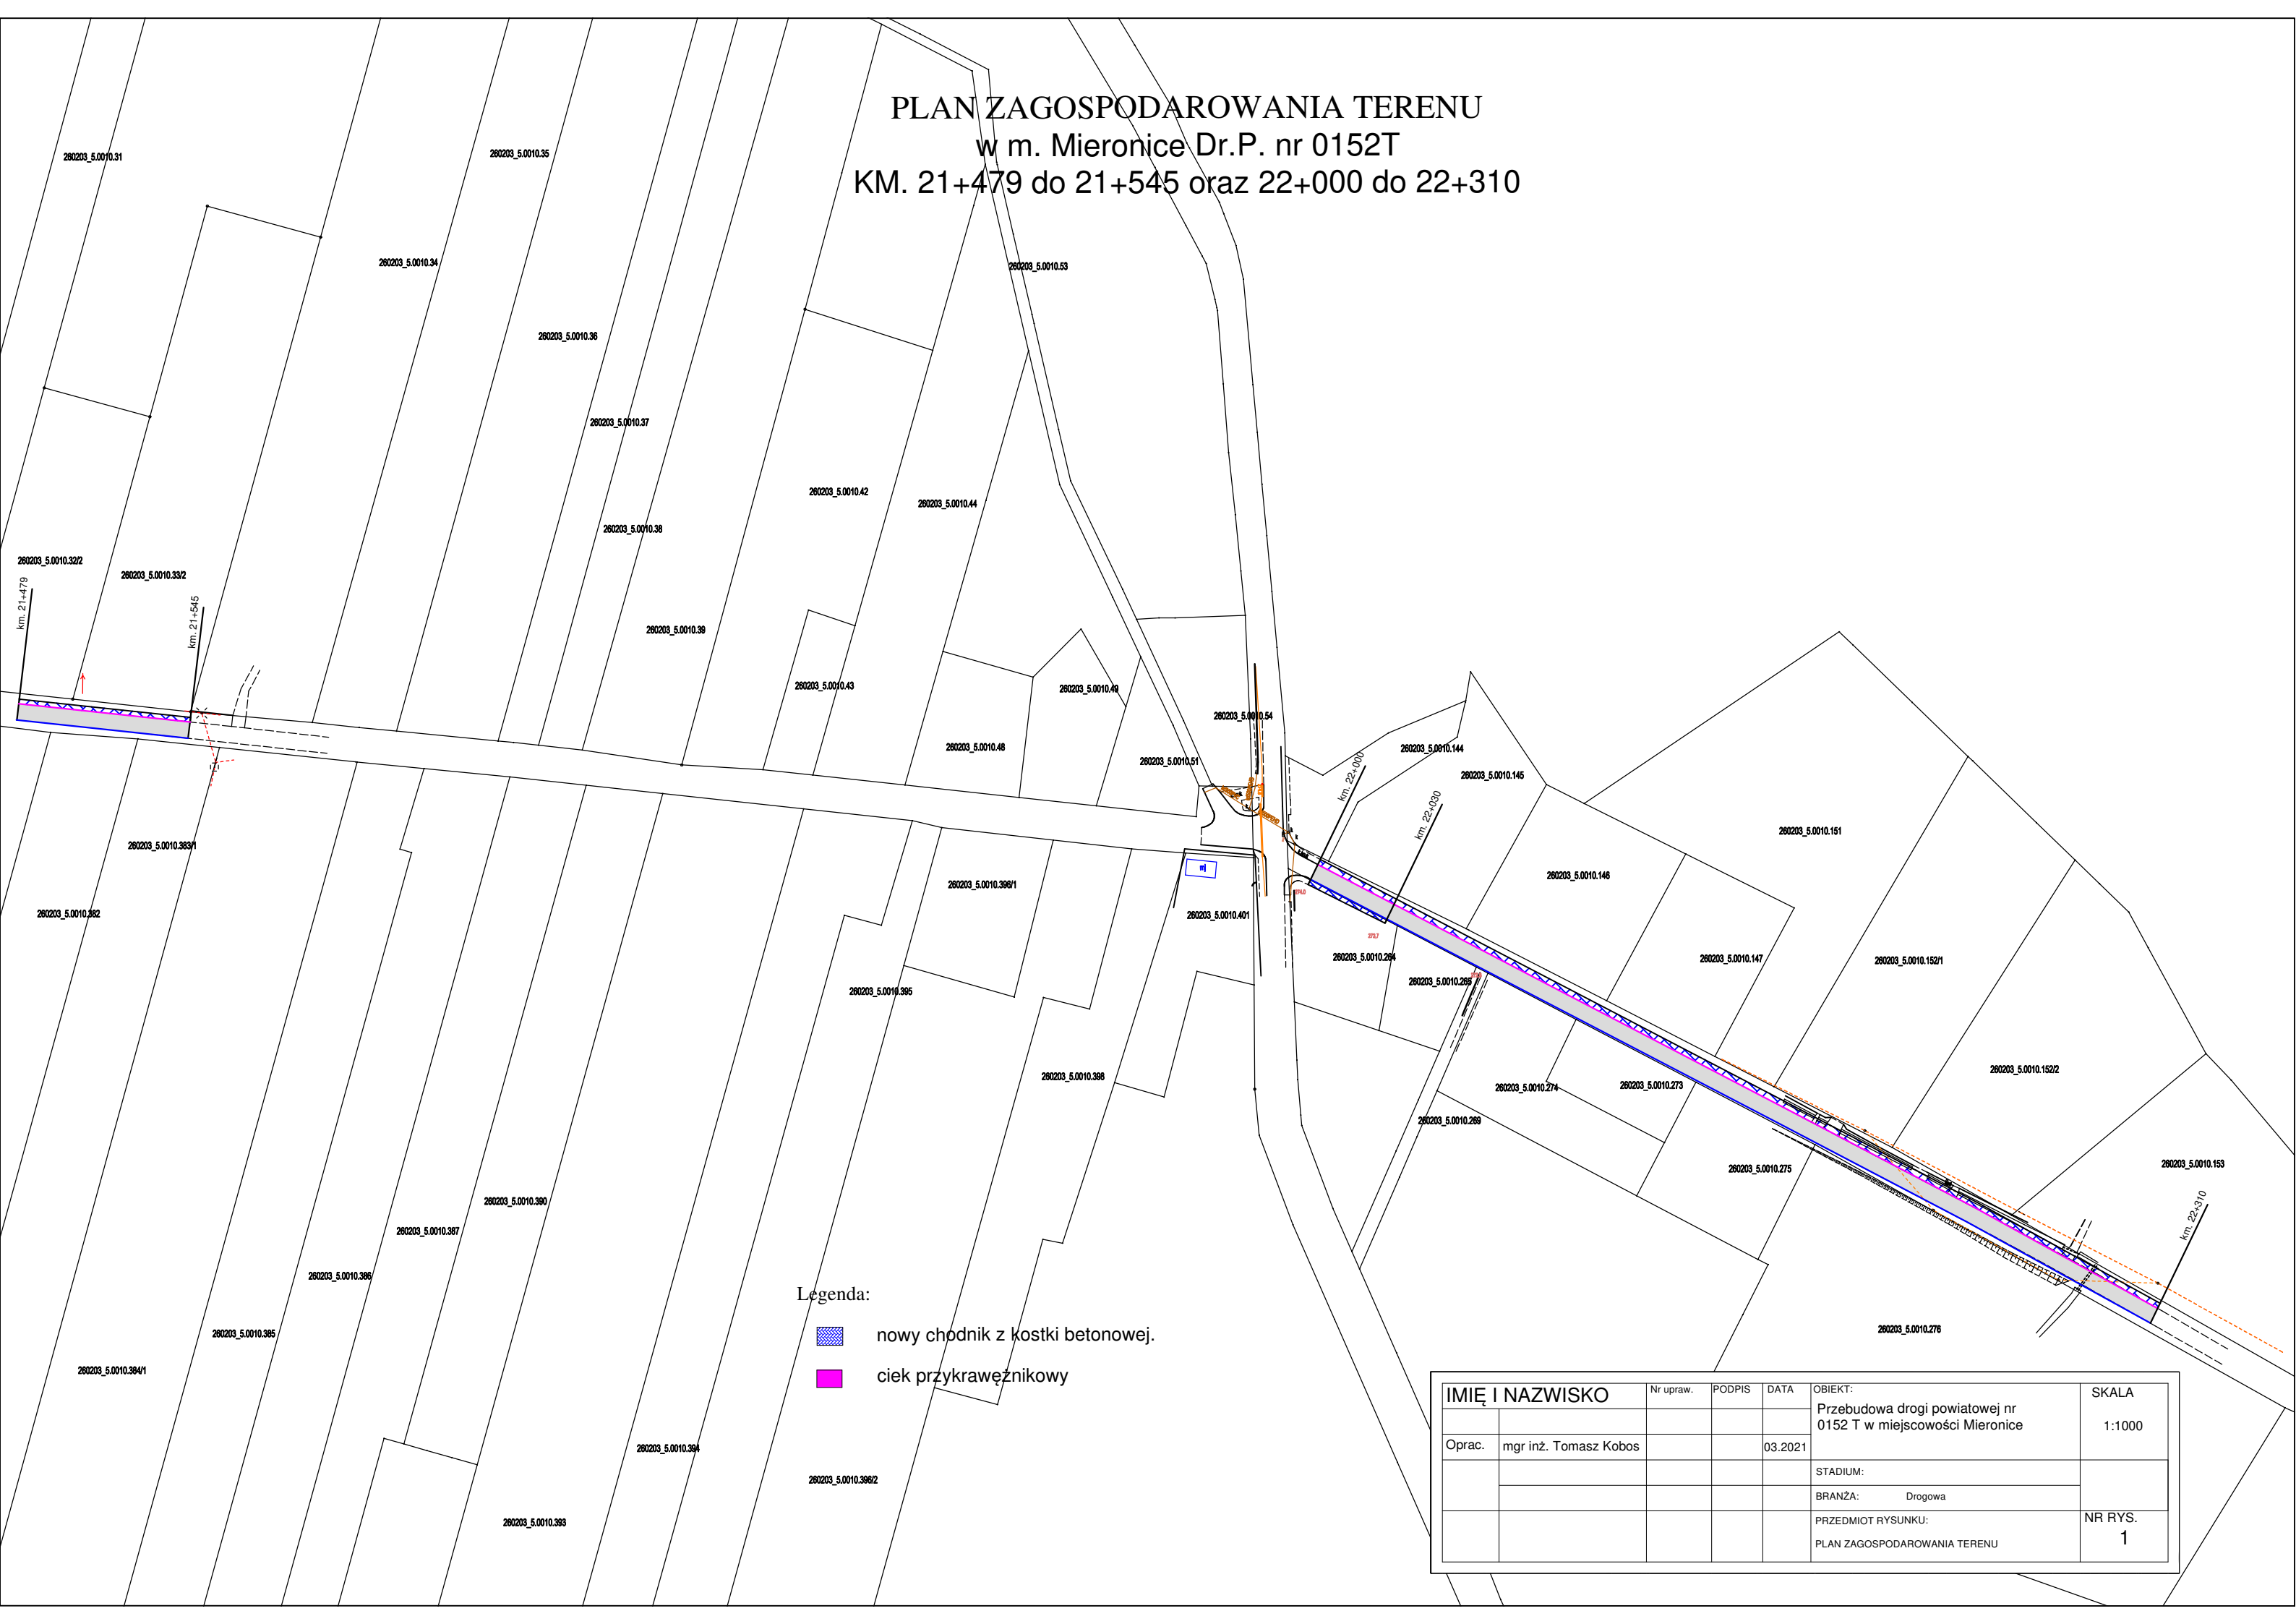 PLAN ZAGOSPODAROWANIA TERENU
w m. Mieronice Dr.P. nr 0152T
KM. 21+479 do 21+545 oraz 22+000 do 22+310
260203_5.0010.31
260203_5.0010.35
260203_5.0010.34
260203_5.0010.53
260203_5.0010.36
260203_5.0010.37
260203_5.0010.42
260203_5.0010.44
260203_5.0010.38
260203_5.0010.32/2
260203_5.0010.33/2
km. 21+479
km. 21+545
260203_5.0010.39
260203_5.0010.43
260203_5.0010.49
260203_5.0010.54
260203_5.0010.48
260203_5.0010.51
260203_5.0010.144
260203_5.0010.145
km. 22+000
km. 22+030
260203_5.0010.151
260203_5.0010.383/1
260203_5.0010.146
260203_5.0010.396/1
260203_5.0010.382
260203_5.0010.401
273,7
260203_5.0010.264
260203_5.0010.147
260203_5.0010.152/1
260203_5.0010.265
260203_5.0010.395
260203_5.0010.398
260203_5.0010.274
260203_5.0010.273
260203_5.0010.152/2
260203_5.0010.269
260203_5.0010.275
260203_5.0010.153
km. 22+310
260203_5.0010.390
260203_5.0010.387
260203_5.0010.386
260203_5.0010.385
260203_5.0010.384/1
260203_5.0010.276
260203_5.0010.394
260203_5.0010.396/2
260203_5.0010.393
Legenda:
nowy chodnik z kostki betonowej.
ciek przykrawężnikowy
IMIĘ I NAZWISKO
Nr upraw.
PODPIS
DATA
OBIEKT:
Przebudowa drogi powiatowej nr
0152 T w miejscowości Mieronice
SKALA
1:1000
Oprac.
mgr inż. Tomasz Kobos
03.2021
STADIUM:
BRANŻA: Drogowa
PRZEDMIOT RYSUNKU:
PLAN ZAGOSPODAROWANIA TERENU
NR RYS.
1